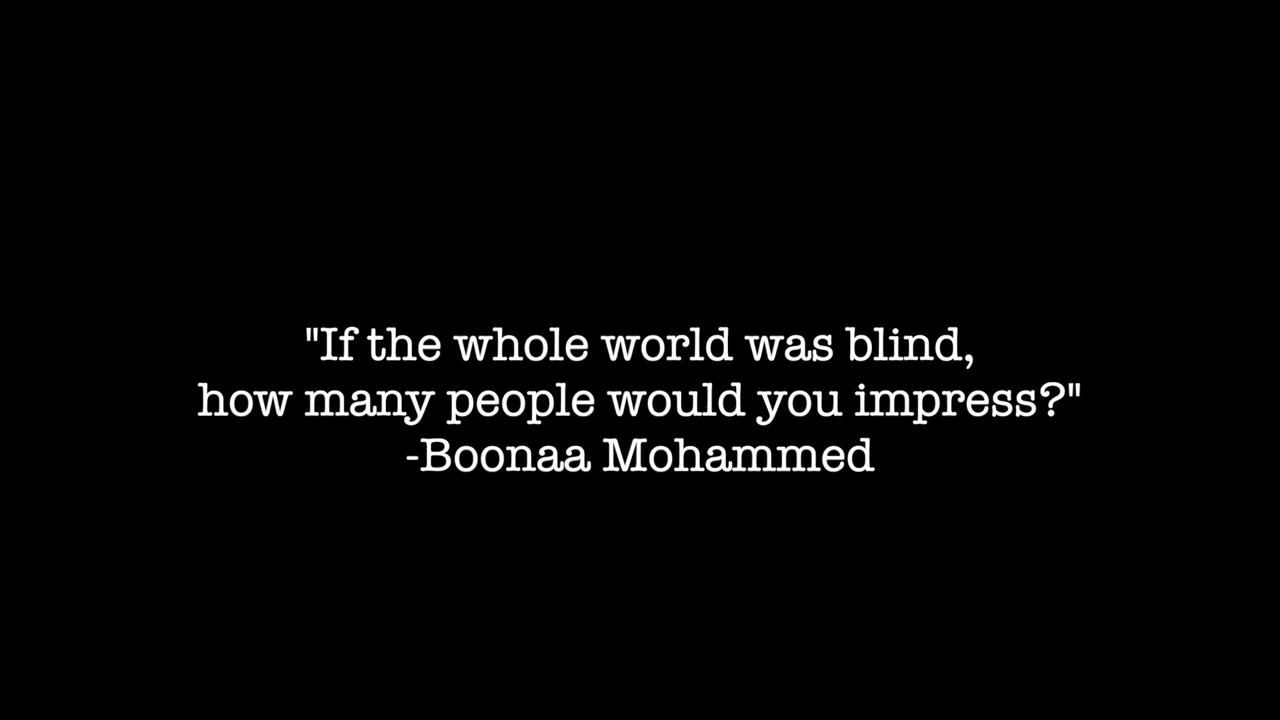 "If the whole world was blind,
how many people would you impress?"
-Boonaa Mohammed